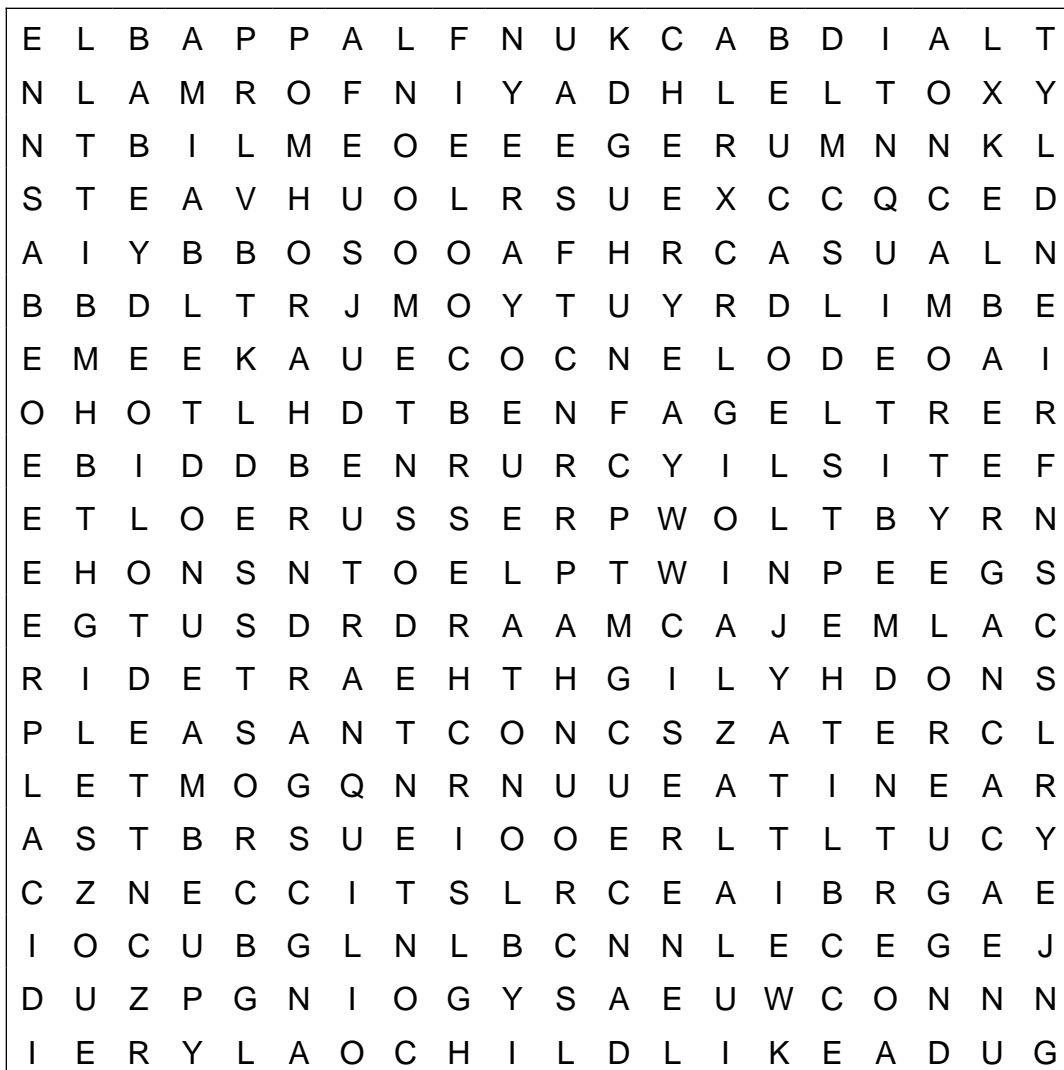 E L B A P P A L F N U K C A B D I A L T
N L A M R O F N I Y A D H L E L T O X Y
N T B I L M E O E E E G E R U M N N K L
S T E A V H U O L R S U E X C C Q C E D
A I Y B B O S O O A F H R C A S U A L N
B B D L T R J M O Y T U Y R D L I M B E
E M E E K A U E C O C N E L O D E O A I
O H O T L H D T B E N F A G E L T R E R
E B I D D B E N R U R C Y I L S I T E F
E T L O E R U S S E R P W O L T B Y R N
E H O N S N T O E L P T W I N P E E G S
E G T U S D R D R A A M C A J E M L A C
R I D E T R A E H T H G I L Y H D O N S
P L E A S A N T C O N C S Z A T E R C L
L E T M O G Q N R N U U E A T I N E A R
A S T B R S U E I O O E R L T L T U C Y
C Z N E C C I T S L R C E A I B R G A E
I O C U B G L N L B C N N L E C E G E J
D U Z P G N I O G Y S A E U W C O N N N
I E R Y L A O C H I L D L I K E A D U G